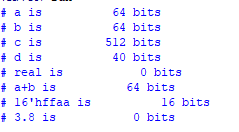 # a is          64 bits
# b is          64 bits
# c is         512 bits
# d is          40 bits
# real is           0 bits
# a+b is          64 bits
# 16'hffaa is          16 bits
# 3.8 is           0 bits